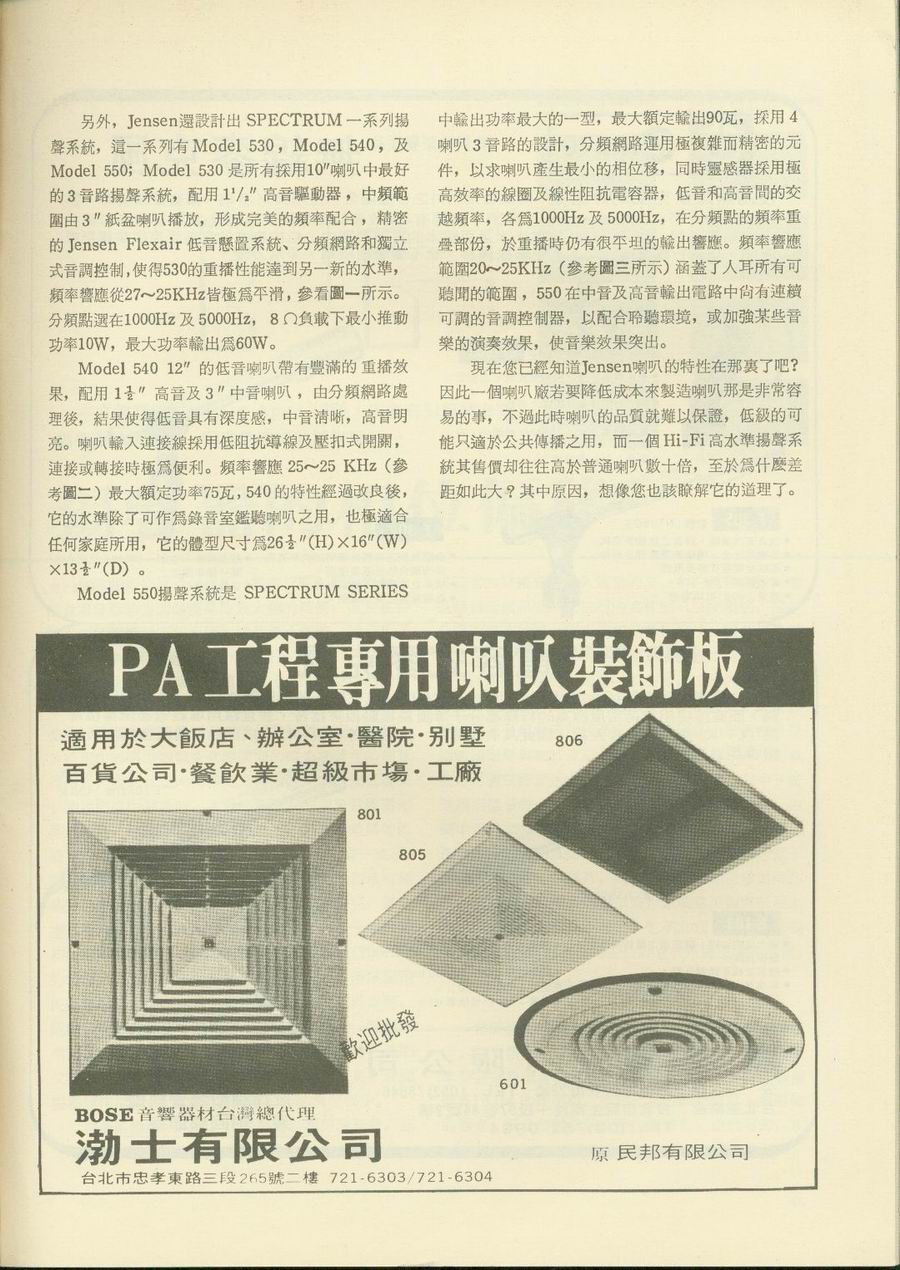 另外，Jensen還設計出 SPECTRUM 一系列揚
聲系統，這一系列有 Model 530，Model 540，及
Model 550；Model 530 是所有採用10″喇叭中最好
的 3 音路揚聲系統，配用 1¹/₂″ 高音驅動器，中頻範
圍由 3 ″ 紙盆喇叭播放，形成完美的頻率配合，精密
的 Jensen Flexair 低音懸置系統、分頻網路和獨立
式音調控制，使得530的重播性能達到另一新的水準，
頻率響應從27～25KHz皆極爲平滑，參看圖一所示。
分頻點選在1000Hz 及 5000Hz， 8 Ω負載下最小推動
功率10W，最大功率輸出爲60W。
Model 540 12″ 的低音喇叭帶有豐滿的 重播效
果，配用 1½″ 高音及 3 ″ 中音喇叭，由分頻網路處
理後，結果使得低音具有深度感，中音清晰，高音明
亮。喇叭輸入連接線採用低阻抗導線及壓扣式開關，
連接或轉接時極爲便利。頻率響應 25～25 KHz（參
考圖二）最大額定功率75瓦，540 的特性經過改良後，
它的水準除了可作爲錄音室鑑聽喇叭之用，也極適合
任何家庭所用，它的體型尺寸爲26½″(H)×16″(W)
×13½″(D) 。
Model 550揚聲系統是 SPECTRUM SERIES
中輸出功率最大的一型，最大額定輸出90瓦，採用 4
喇叭 3 音路的設計，分頻網路運用極複雜而精密的元
件，以求喇叭產生最小的相位移，同時靈感器採用極
高效率的線圈及線性阻抗電容器，低音和高音間的交
越頻率，各爲1000Hz 及 5000Hz，在分頻點的頻率重
疊部份，於重播時仍有很平坦的輸出響應。頻率響應
範圍20～25KHz（參考圖三所示）涵蓋了人耳所有可
聽聞的範圍，550 在中音及高音輸出電路中尙有連續
可調的音調控制器，以配合聆聽環境，或加強某些音
樂的演奏效果，使音樂效果突出。
現在您已經知道Jensen喇叭的特性在那裏了吧？
因此一個喇叭廠若要降低成本來製造喇叭那是非常容
易的事，不過此時喇叭的品質就難以保證，低級的可
能只適於公共傳播之用，而一個 Hi-Fi 高水準揚聲系
統其售價却往往高於普通喇叭數十倍，至於爲什麼差
距如此大？其中原因，想像您也該瞭解它的道理了。
PA工程專用喇叭裝飾板
適用於大飯店、辦公室·醫院·别墅
百貨公司·餐飲業·超級市場·工廠
806
801
805
歡迎批發
601
BOSE 音響器材台灣總代理
渤士有限公司
原 民邦有限公司
台北市忠孝東路三段265號二樓 721-6303/721-6304